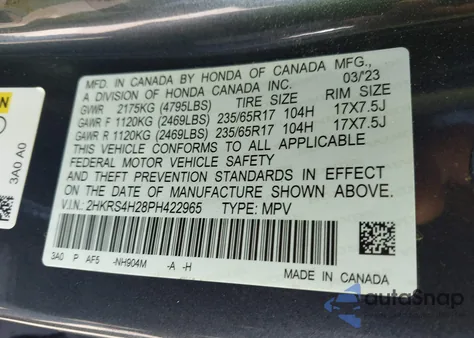 MFD. IN CANADA BY HONDA OF CANADA MFG.,
A DIVISION OF HONDA CANADA INC. 03/23
GVWR 2175KG (4795LBS) TIRE SIZE RIM SIZE
GAWR F 1120KG (2469LBS) 235/65R17 104H 17X7.5J
GAWR R 1120KG (2469LBS) 235/65R17 104H 17X7.5J
THIS VEHICLE CONFORMS TO ALL APPLICABLE
FEDERAL MOTOR VEHICLE SAFETY
AND THEFT PREVENTION STANDARDS IN EFFECT
ON THE DATE OF MANUFACTURE SHOWN ABOVE.
V.I.N.: 2HKRS4H28PH422965 TYPE: MPV
3A0 P AF5 -NH904M -A -H
MADE IN CANADA
3A0 A0
autoSnap